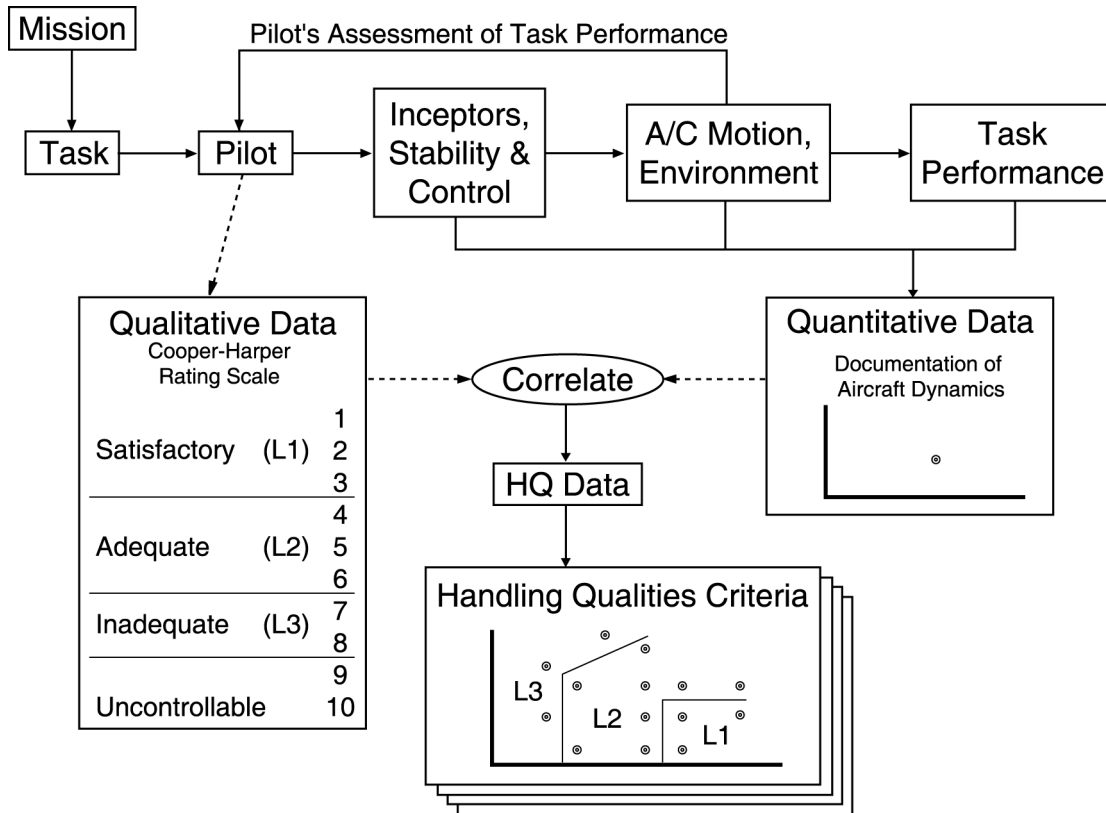 Mission
Pilot's Assessment of Task Performance
Task
Pilot
Inceptors,
Stability &
Control
A/C Motion,
Environment
Task
Performance
Qualitative Data
Cooper-Harper
Rating Scale
1
Satisfactory (L1) 2
3
4
Adequate (L2) 5
6
Inadequate (L3) 7
8
9
Uncontrollable 10
Correlate
HQ Data
Quantitative Data
Documentation of
Aircraft Dynamics
Handling Qualities Criteria
L3
L2
L1